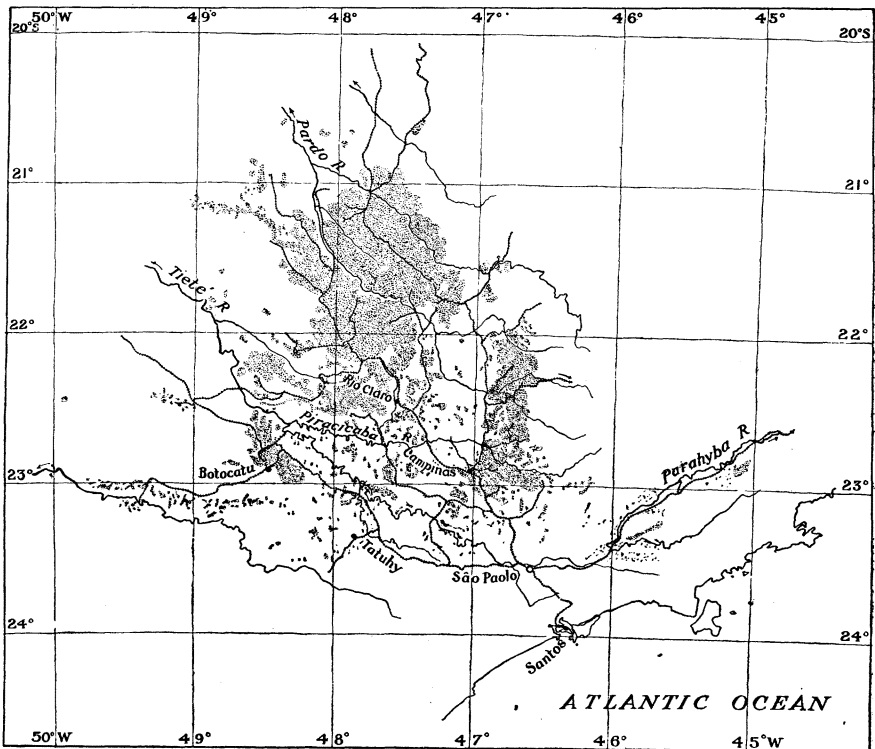 50°W 49° 48° 47° 46° 45°
20°S 20°S
Pardo R
21° 21°
Tieté R
22° 22°
Rio Claro
Piracicaba R
Campinas
Parahyba R
Botocatu
23° 23°
Tatuhy
São Paolo
24° 24°
Santos
ATLANTIC OCEAN
50°W 49° 48° 47° 46° 45°W